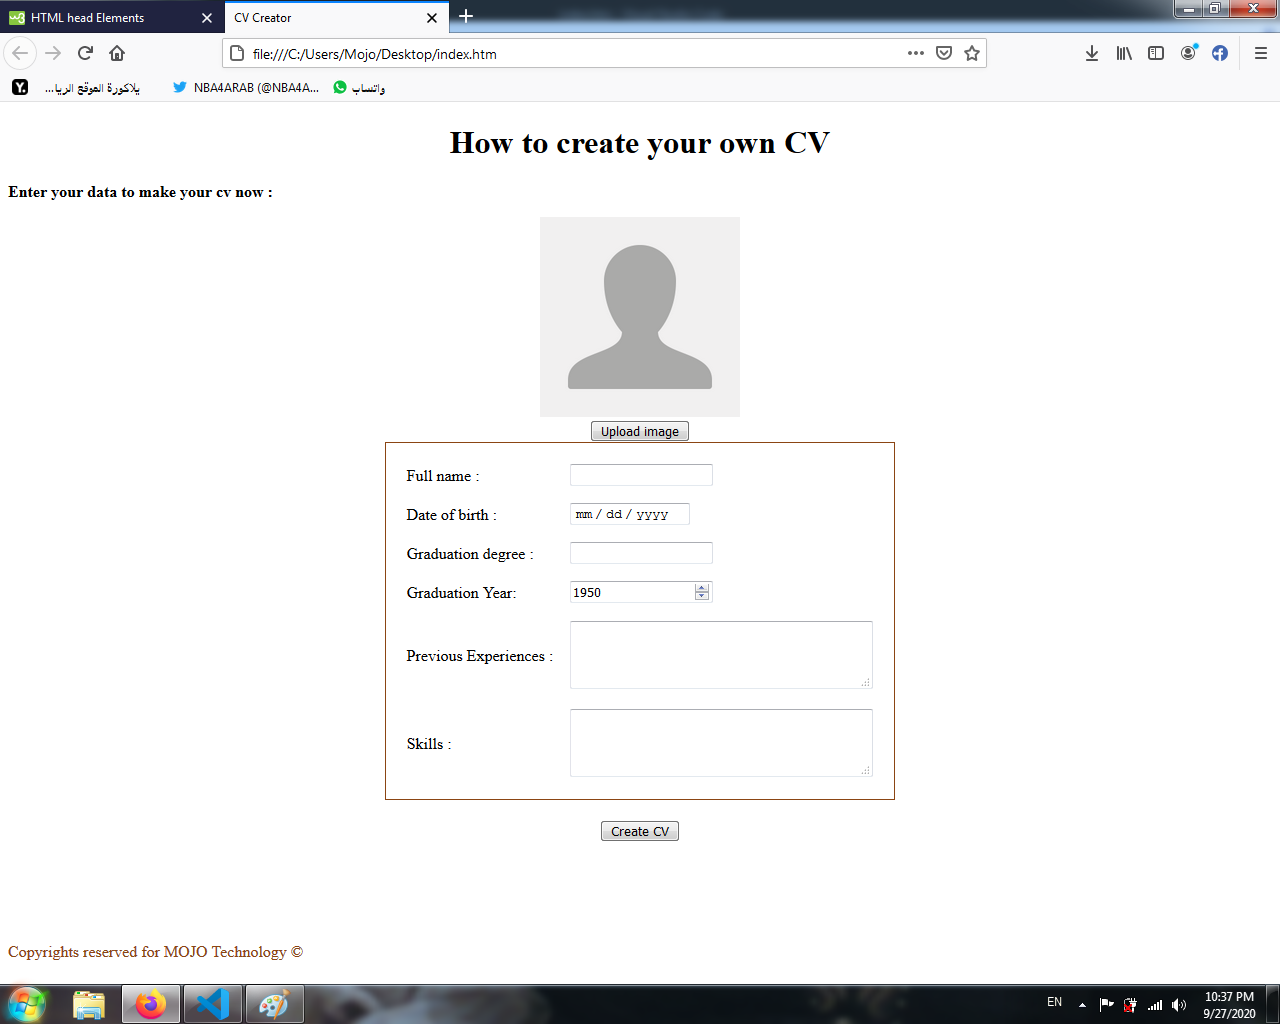 HTML head Elements
CV Creator
file:///C:/Users/Mojo/Desktop/index.htm
Y. يلاكورة الموقع الريا...
NBA4ARAB (@NBA4A...
واتساب
How to create your own CV
Enter your data to make your cv now :
Upload image
Full name :
Date of birth :
mm / dd / yyyy
Graduation degree :
Graduation Year:
1950
Previous Experiences :
Skills :
Create CV
Copyrights reserved for MOJO Technology ©
EN
10:37 PM
9/27/2020